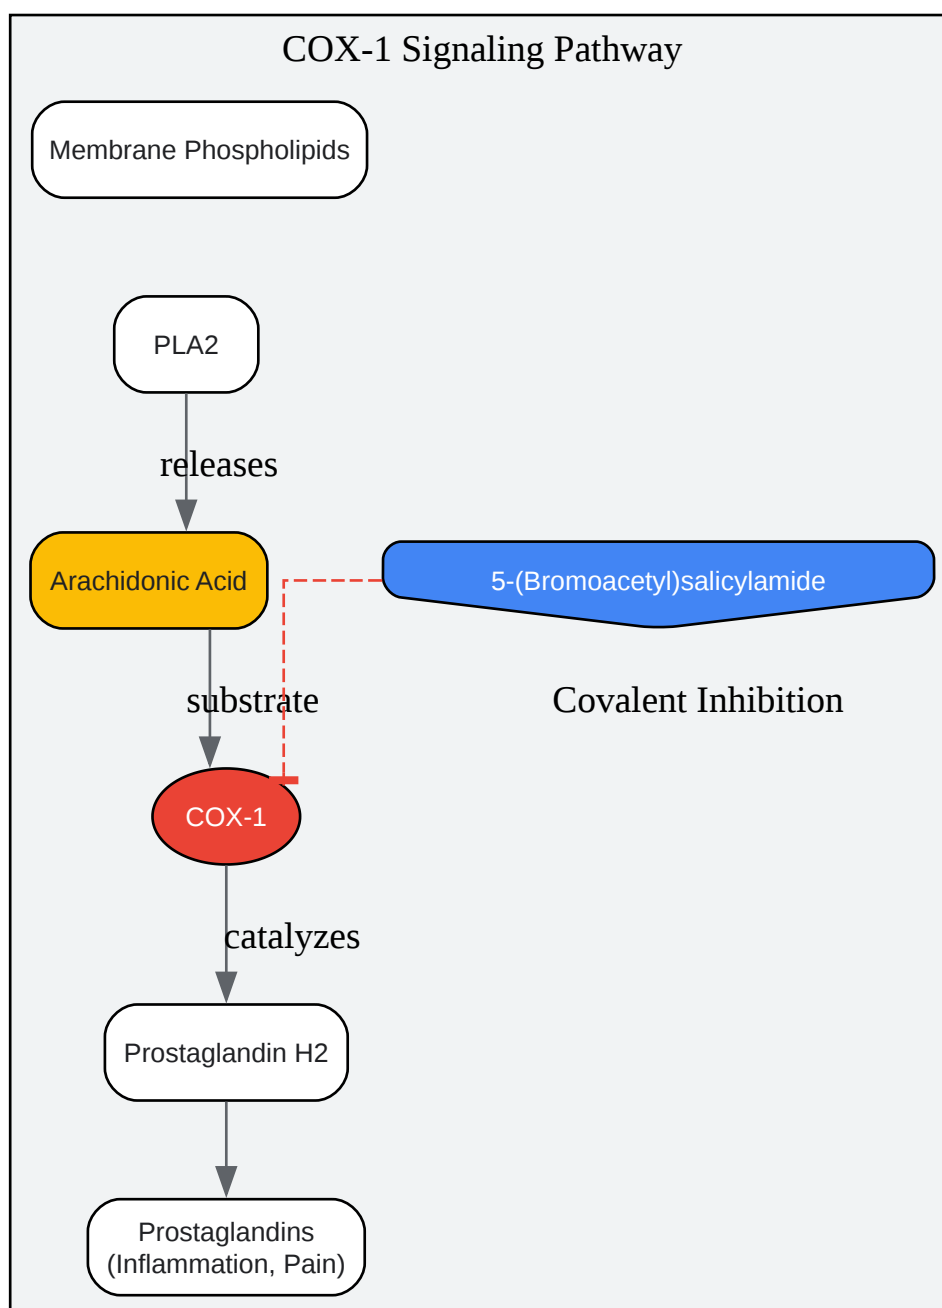 COX-1 Signaling Pathway
Membrane Phospholipids
PLA2
releases
Arachidonic Acid
5-(Bromoacetyl)salicylamide
substrate
Covalent Inhibition
COX-1
catalyzes
Prostaglandin H2
Prostaglandins
(Inflammation, Pain)